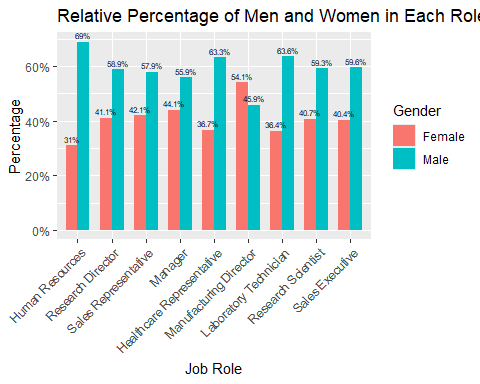 Relative Percentage of Men and Women in Each Role
69%
58.9%
57.9%
55.9%
63.3%
54.1%
45.9%
63.6%
59.3%
59.6%
31%
41.1%
42.1%
44.1%
36.7%
36.4%
40.7%
40.4%
60%
40%
20%
0%
Percentage
Gender
Female
Male
Human Resources
Research Director
Sales Representative
Manager
Healthcare Representative
Manufacturing Director
Laboratory Technician
Research Scientist
Sales Executive
Job Role